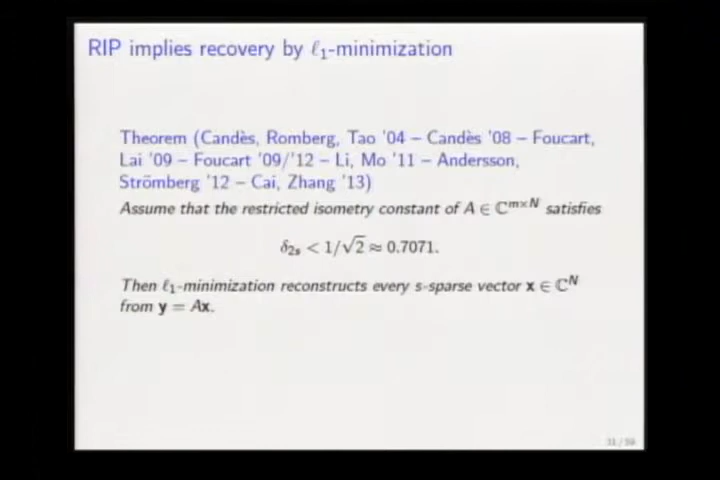 RIP implies recovery by ℓ₁-minimization
Theorem (Candès, Romberg, Tao '04 – Candès '08 – Foucart,
Lai '09 – Foucart '09/'12 – Li, Mo '11 – Andersson,
Strömberg '12 – Cai, Zhang '13)
Assume that the restricted isometry constant of A ∈ ℂ^{m×N} satisfies
δ₂ₛ < 1/√2 ≈ 0.7071.
Then ℓ₁-minimization reconstructs every s-sparse vector x ∈ ℂ^N
from y = Ax.